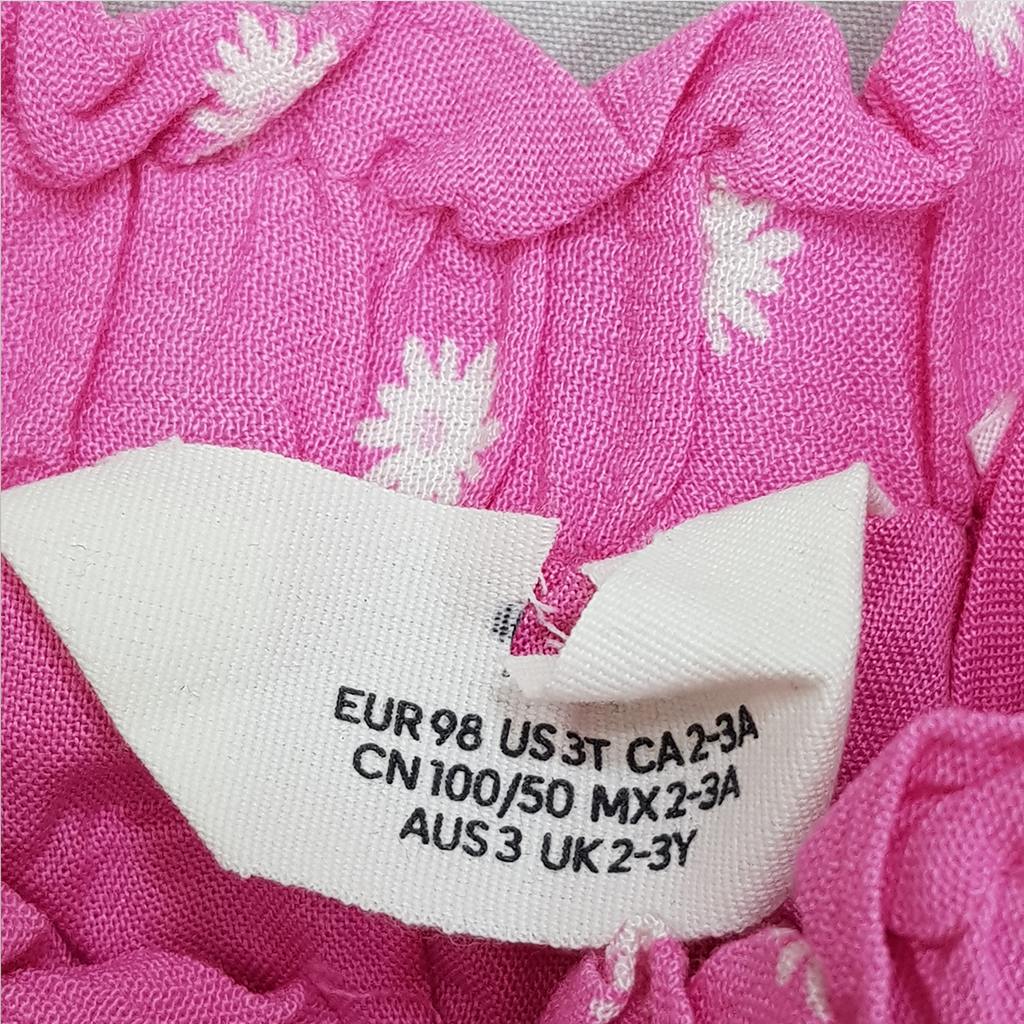 EUR 98 US 3T CA 2-3A
CN 100/50 MX 2-3A
AUS 3 UK 2-3Y